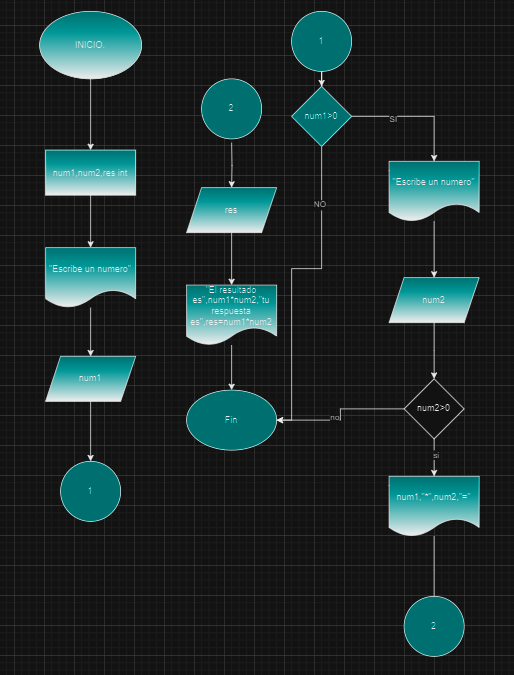 INICIO.
num1,num2,res int
"Escribe un numero"
num1
1
2
res
"El resultado
es",num1*num2,"tu
respuesta
es",res=num1*num2
Fin
1
num1>0
SI
NO
"Escribe un numero"
num2
num2>0
no
si
num1,"*",num2,"="
2